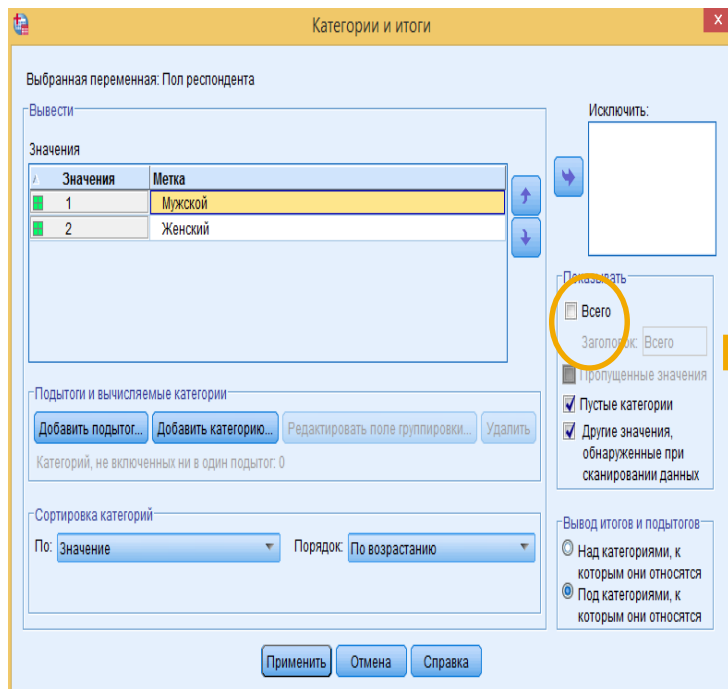 Категории и итоги
X
Выбранная переменная: Пол респондента
Вывести
Значения
Значения Метка
1 Мужской
2 Женский
Подытоги и вычисляемые категории
Добавить подытог... Добавить категорию... Редактировать поле группировки... Удалить
Категорий, не включенных ни в один подытог: 0
Сортировка категорий
По: Значение Порядок: По возрастанию
Исключить:
Показывать
Всего
Заголовок: Всего
Пропущенные значения
Пустые категории
Другие значения,
обнаруженные при
сканировании данных
Вывод итогов и подытогов
Над категориями, к
которым они относятся
Под категориями, к
которым они относятся
Применить Отмена Справка